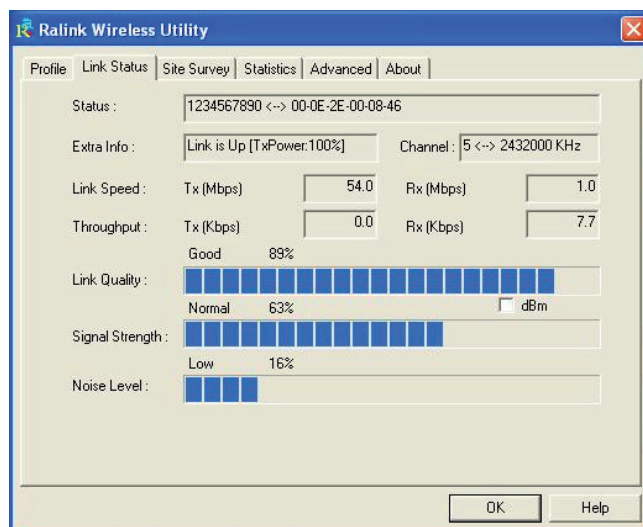 Ralink Wireless Utility
Profile Link Status Site Survey Statistics Advanced About
Status : 1234567890 <--> 00-0E-2E-00-08-46
Extra Info : Link is Up [TxPower:100%] Channel : 5 <--> 2432000 KHz
Link Speed : Tx (Mbps) 54.0 Rx (Mbps) 1.0
Throughput : Tx (Kbps) 0.0 Rx (Kbps) 7.7
Good 89%
Link Quality :
Normal 63% dBm
Signal Strength :
Low 16%
Noise Level :
OK Help